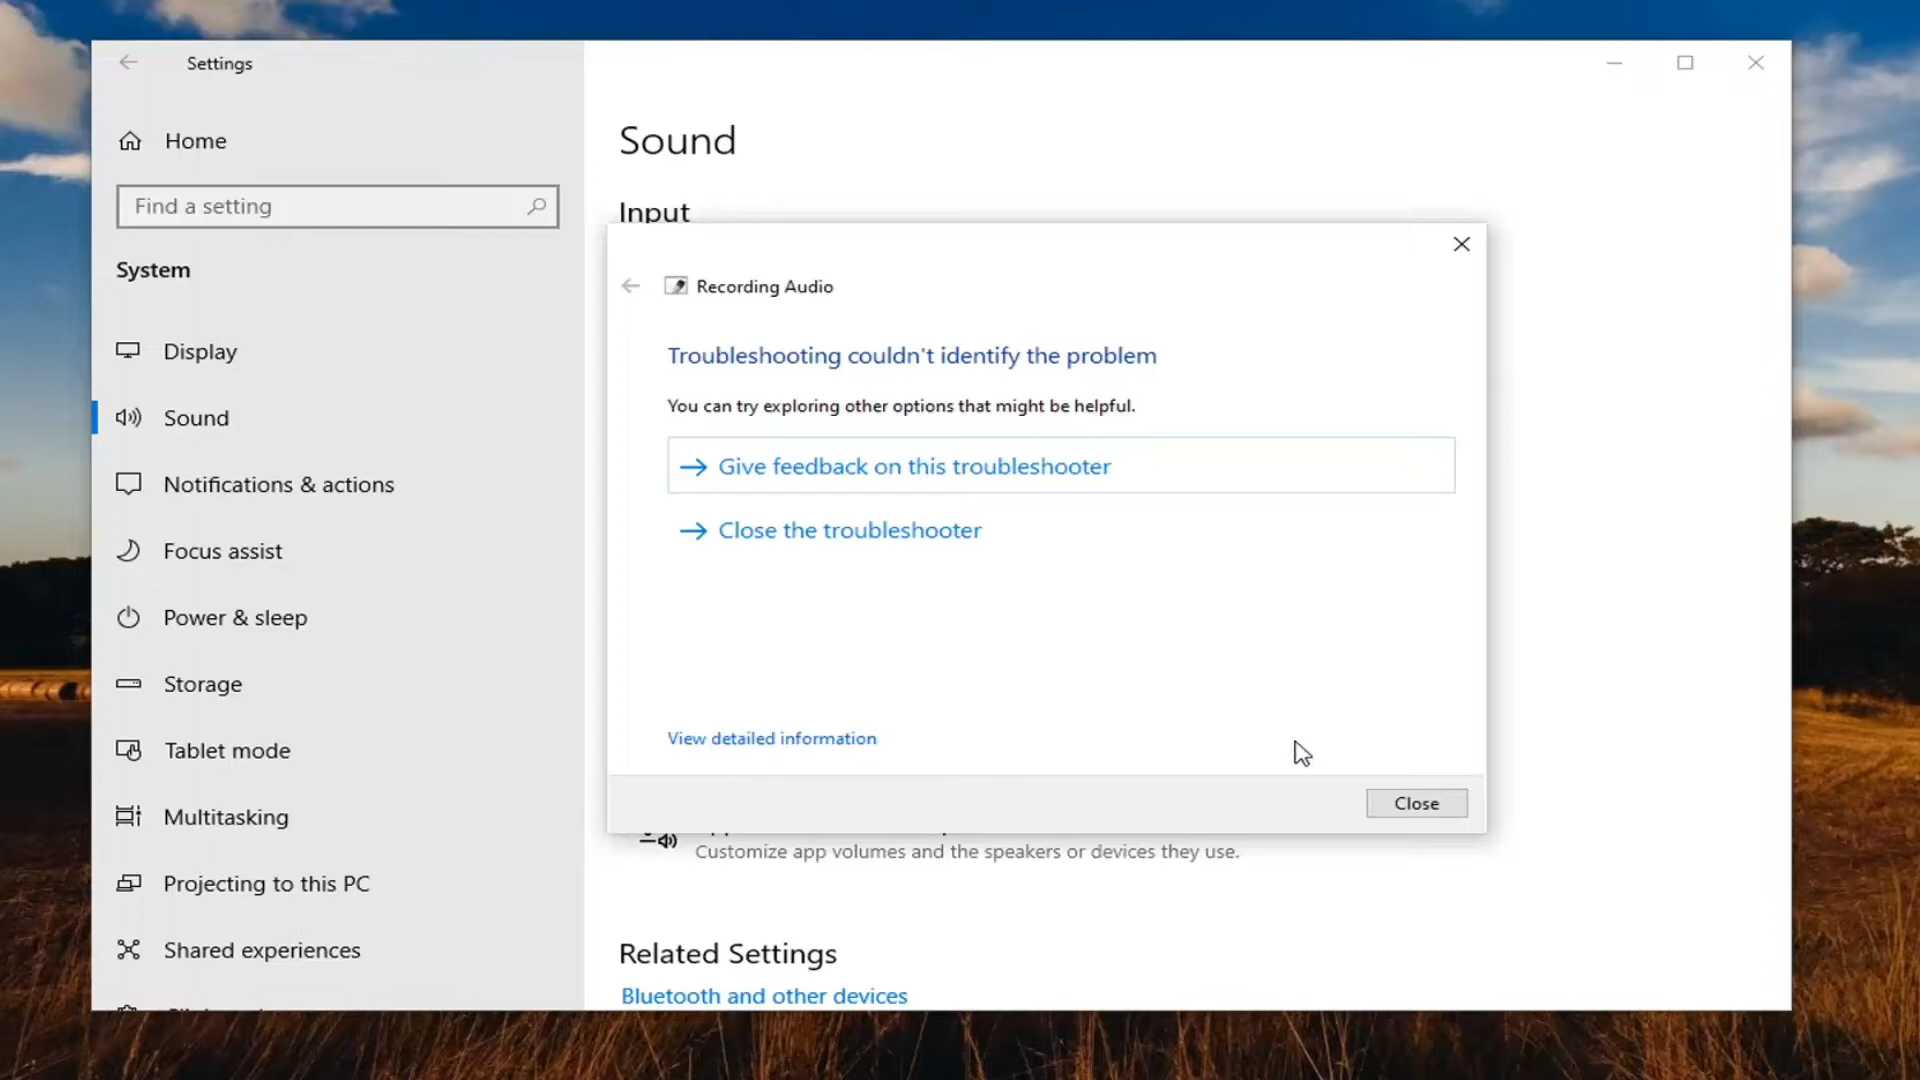 Settings
Home
Find a setting
System
Display
Sound
Notifications & actions
Focus assist
Power & sleep
Storage
Tablet mode
Multitasking
Projecting to this PC
Shared experiences
Sound
Input
Recording Audio
Troubleshooting couldn't identify the problem
You can try exploring other options that might be helpful.
Give feedback on this troubleshooter
Close the troubleshooter
View detailed information
Close
Customize app volumes and the speakers or devices they use.
Related Settings
Bluetooth and other devices